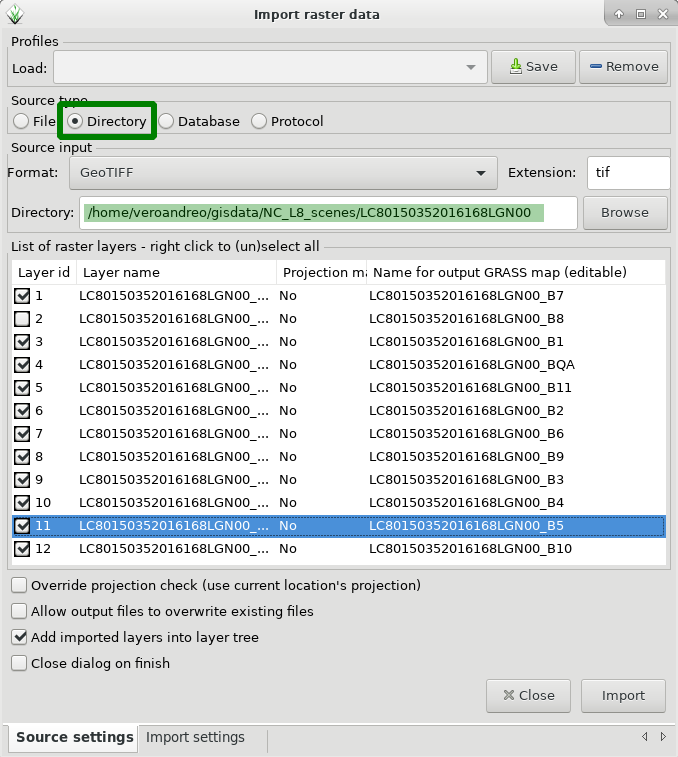 Import raster data
Profiles
Load: Save Remove
Source type
File Directory Database Protocol
Source input
Format: GeoTIFF Extension: tif
Directory: /home/veroandreo/gisdata/NC_L8_scenes/LC80150352016168LGN00 Browse
List of raster layers - right click to (un)select all
Layer id Layer name Projection ma Name for output GRASS map (editable)
1 LC80150352016168LGN00_... No LC80150352016168LGN00_B7
2 LC80150352016168LGN00_... No LC80150352016168LGN00_B8
3 LC80150352016168LGN00_... No LC80150352016168LGN00_B1
4 LC80150352016168LGN00_... No LC80150352016168LGN00_BQA
5 LC80150352016168LGN00_... No LC80150352016168LGN00_B11
6 LC80150352016168LGN00_... No LC80150352016168LGN00_B2
7 LC80150352016168LGN00_... No LC80150352016168LGN00_B6
8 LC80150352016168LGN00_... No LC80150352016168LGN00_B9
9 LC80150352016168LGN00_... No LC80150352016168LGN00_B3
10 LC80150352016168LGN00_... No LC80150352016168LGN00_B4
11 LC80150352016168LGN00_... No LC80150352016168LGN00_B5
12 LC80150352016168LGN00_... No LC80150352016168LGN00_B10
Override projection check (use current location's projection)
Allow output files to overwrite existing files
Add imported layers into layer tree
Close dialog on finish
Close Import
Source settings Import settings